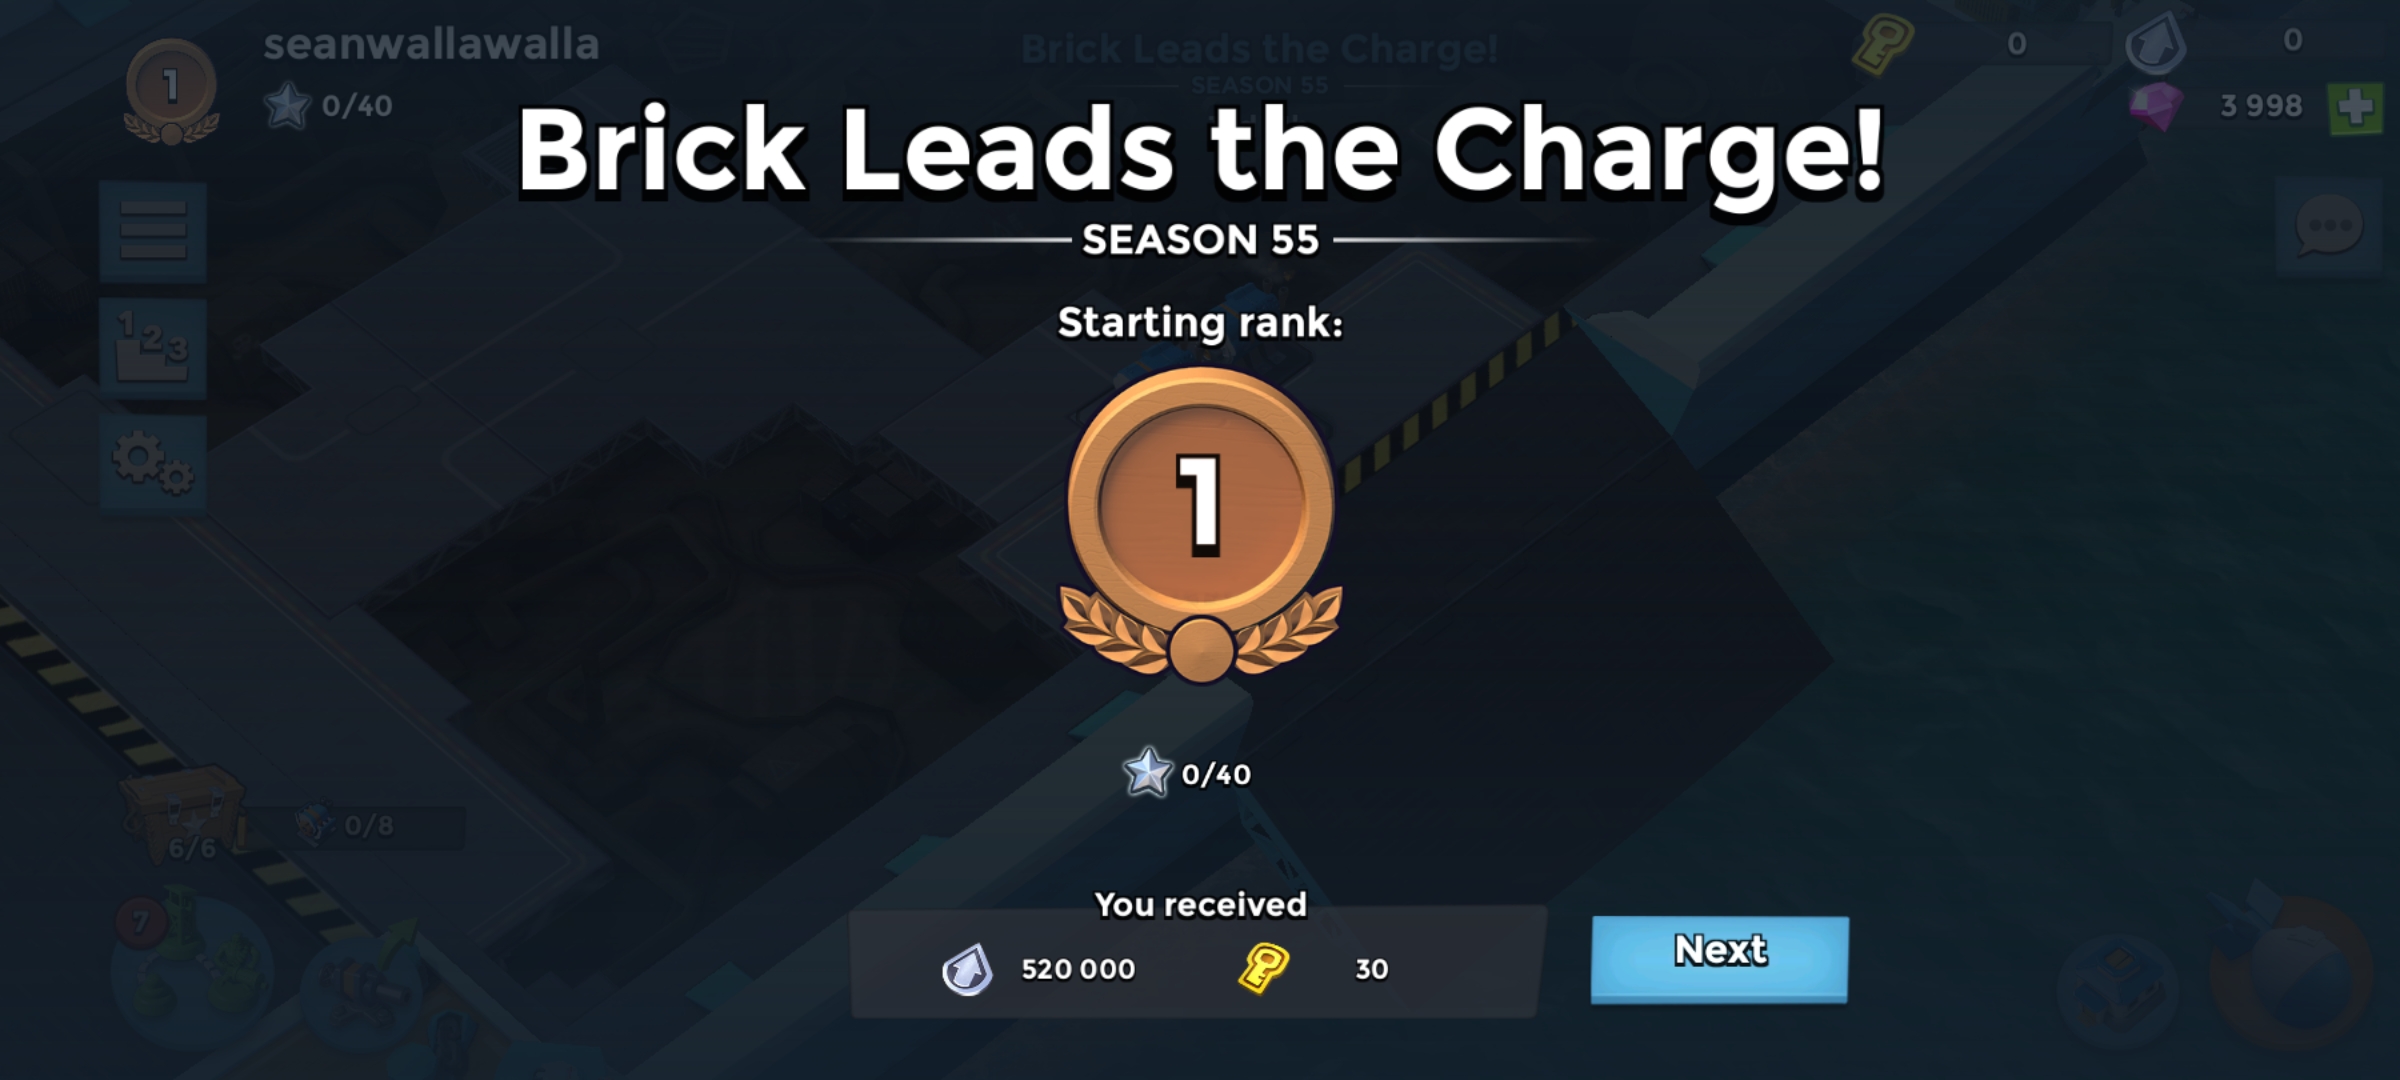 seanwallawalla
1
0/40
Brick Leads the Charge!
SEASON 55
0
0
3 998
Brick Leads the Charge!
SEASON 55
Starting rank:
1
0/40
1 2 3
6/6
0/8
7
You received
520 000
30
Next